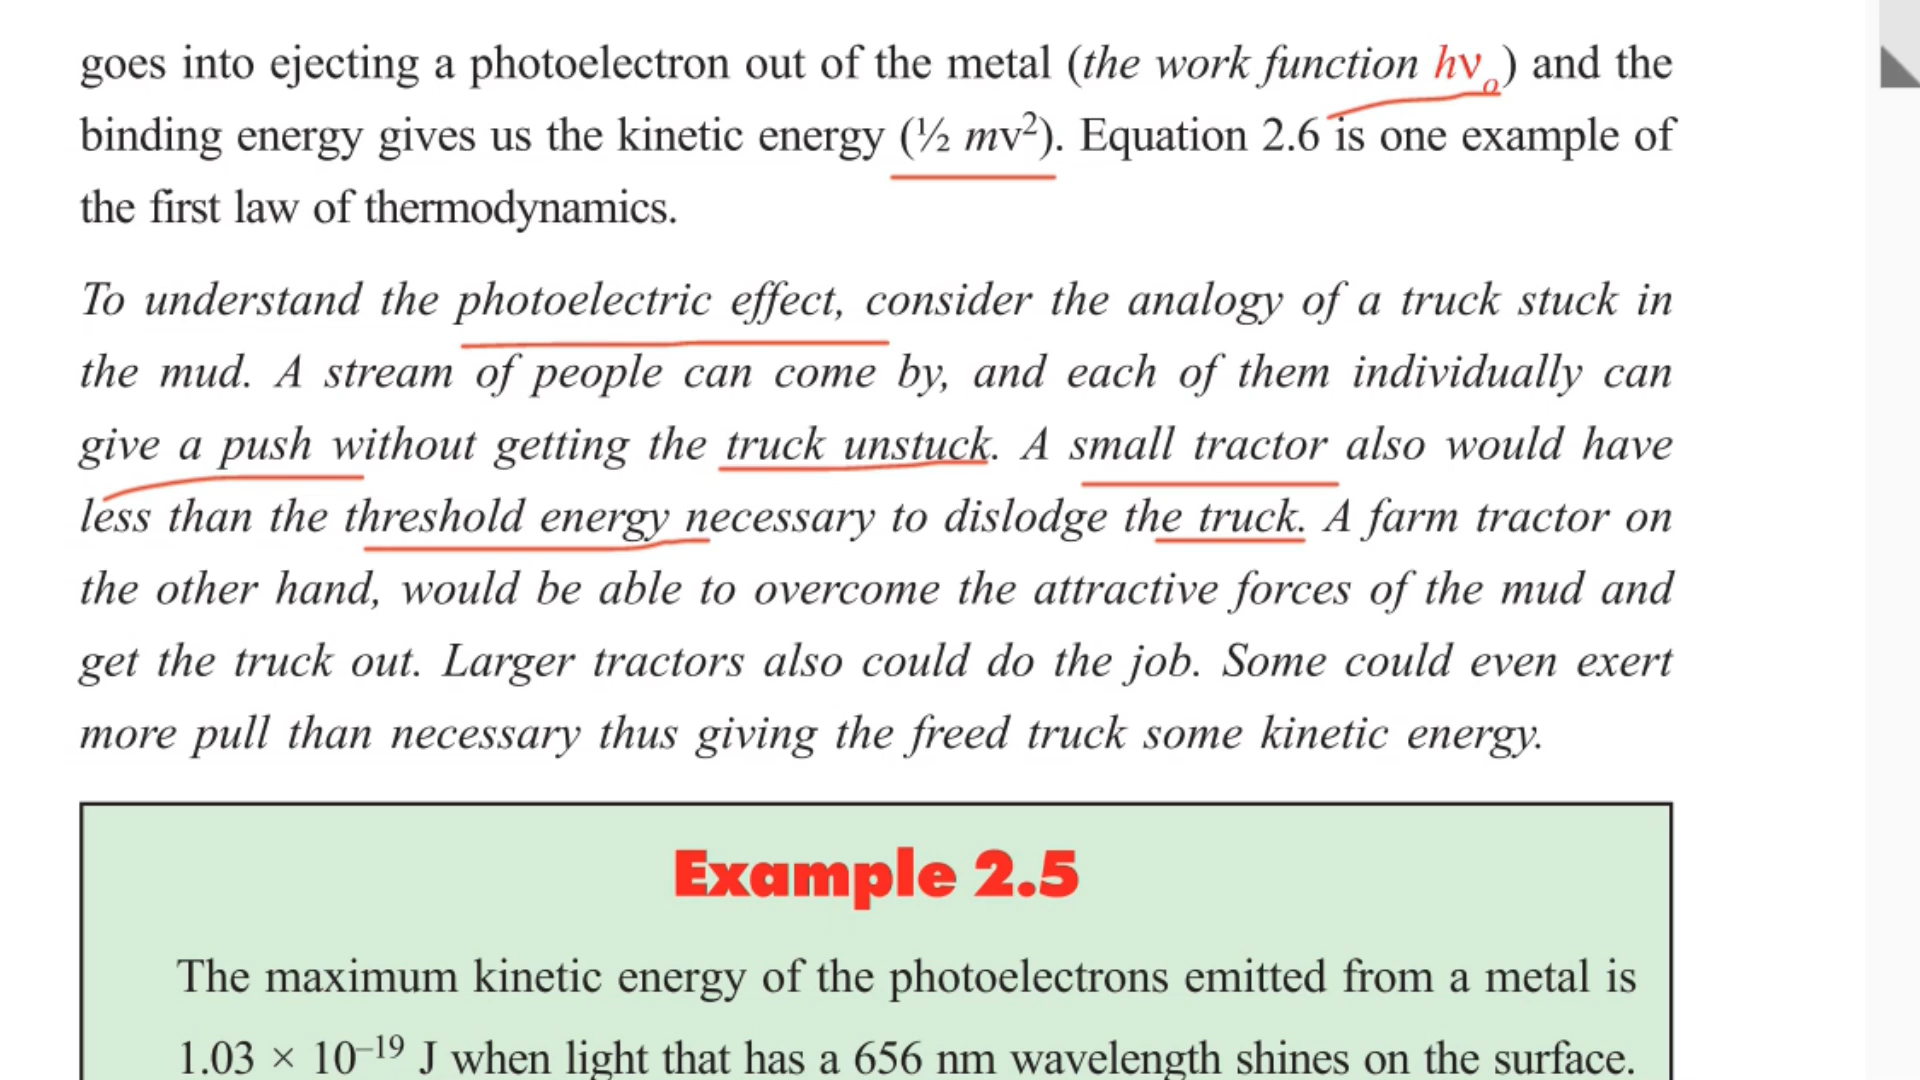 goes into ejecting a photoelectron out of the metal (the work function hνₒ) and the
binding energy gives us the kinetic energy (½ mv²). Equation 2.6 is one example of
the first law of thermodynamics.
To understand the photoelectric effect, consider the analogy of a truck stuck in
the mud. A stream of people can come by, and each of them individually can
give a push without getting the truck unstuck. A small tractor also would have
less than the threshold energy necessary to dislodge the truck. A farm tractor on
the other hand, would be able to overcome the attractive forces of the mud and
get the truck out. Larger tractors also could do the job. Some could even exert
more pull than necessary thus giving the freed truck some kinetic energy.
Example 2.5
The maximum kinetic energy of the photoelectrons emitted from a metal is
1.03 × 10⁻¹⁹ J when light that has a 656 nm wavelength shines on the surface.